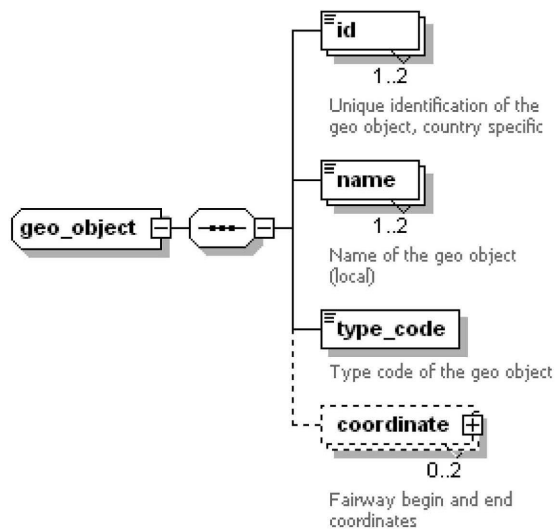 id
1..2
Unique identification of the
geo object, country specific
name
1..2
Name of the geo object
(local)
geo_object
type_code
Type code of the geo object
coordinate
0..2
Fairway begin and end
coordinates